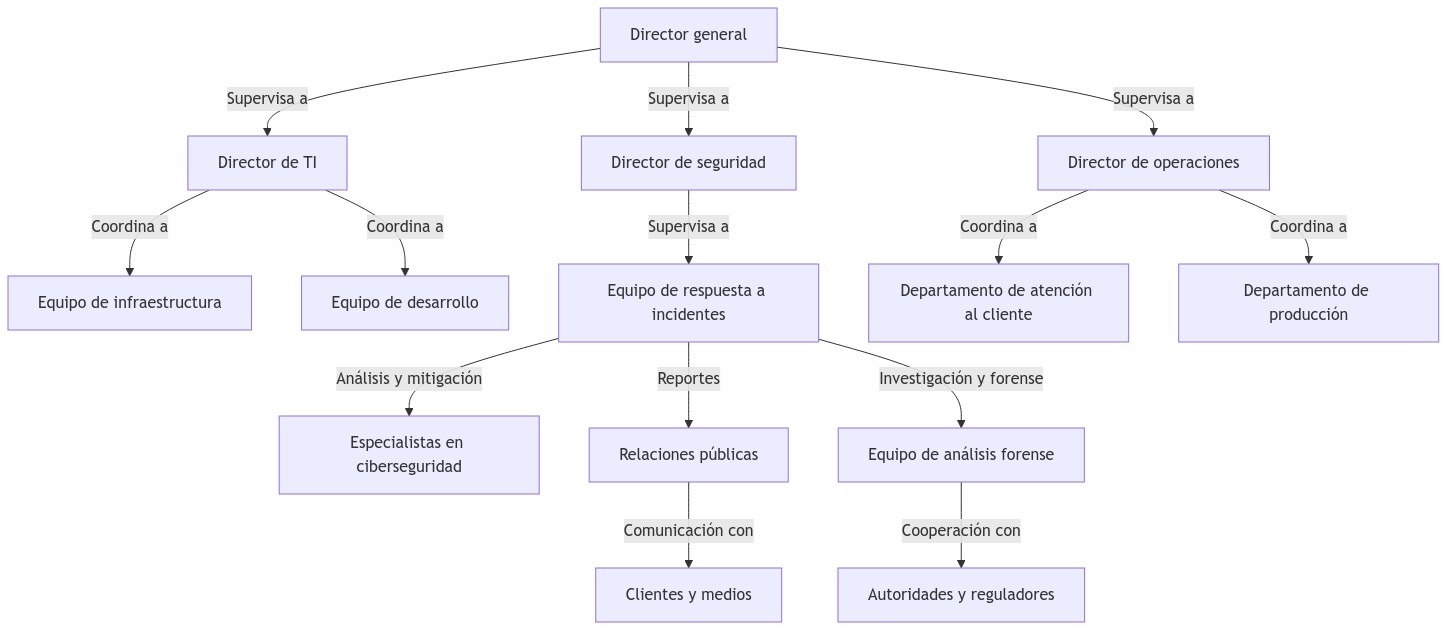 Director general
Supervisa a
Supervisa a
Supervisa a
Director de TI
Director de seguridad
Director de operaciones
Coordina a
Coordina a
Supervisa a
Coordina a
Coordina a
Equipo de infraestructura
Equipo de desarrollo
Equipo de respuesta a
incidentes
Departamento de atención
al cliente
Departamento de
producción
Análisis y mitigación
Reportes
Investigación y forense
Especialistas en
ciberseguridad
Relaciones públicas
Equipo de análisis forense
Comunicación con
Cooperación con
Clientes y medios
Autoridades y reguladores